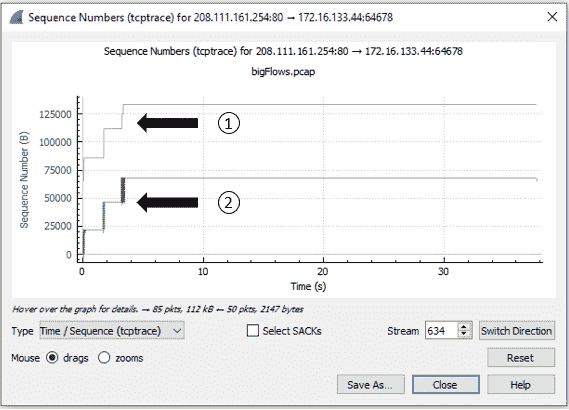 Sequence Numbers (tcptrace) for 208.111.161.254:80 → 172.16.133.44:64678
Sequence Numbers (tcptrace) for 208.111.161.254:80 → 172.16.133.44:64678
bigFlows.pcap
Sequence Number (B)
125000
100000
75000
50000
25000
0
1
2
0 10 20 30
Time (s)
Hover over the graph for details. → 85 pkts, 112 kB ← 50 pkts, 2147 bytes
Type Time / Sequence (tcptrace) Select SACKs Stream 634 Switch Direction
Mouse drags zooms Reset
Save As... Close Help